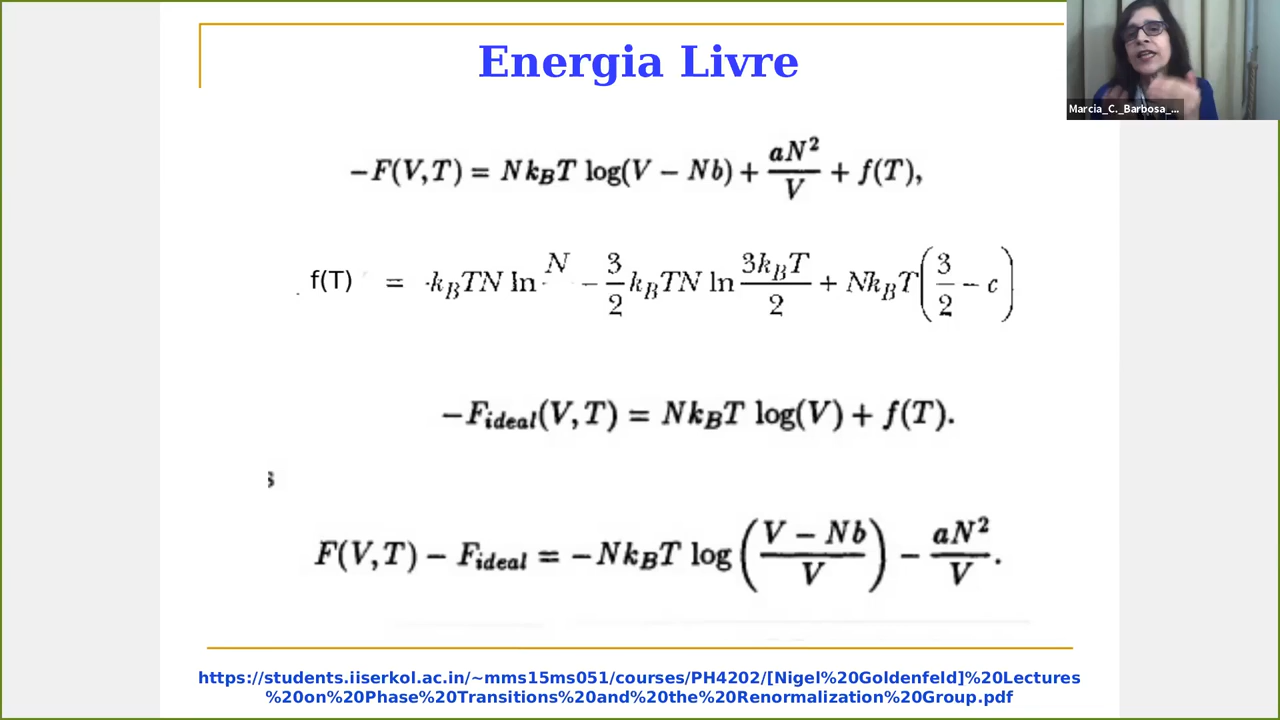 Energia Livre
Marcia_C._Barbosa_...
−F(V,T) = Nk_BT log(V − Nb) + aN²/V + f(T),
f(T) = k_BTN ln N − 3/2 k_BTN ln 3k_BT/2 + Nk_BT(3/2 − c)
−F_ideal(V,T) = Nk_BT log(V) + f(T).
s
F(V,T) − F_ideal = −Nk_BT log((V − Nb)/V) − aN²/V.
https://students.iiserkol.ac.in/~mms15ms051/courses/PH4202/[Nigel%20Goldenfeld]%20Lectures
%20on%20Phase%20Transitions%20and%20the%20Renormalization%20Group.pdf